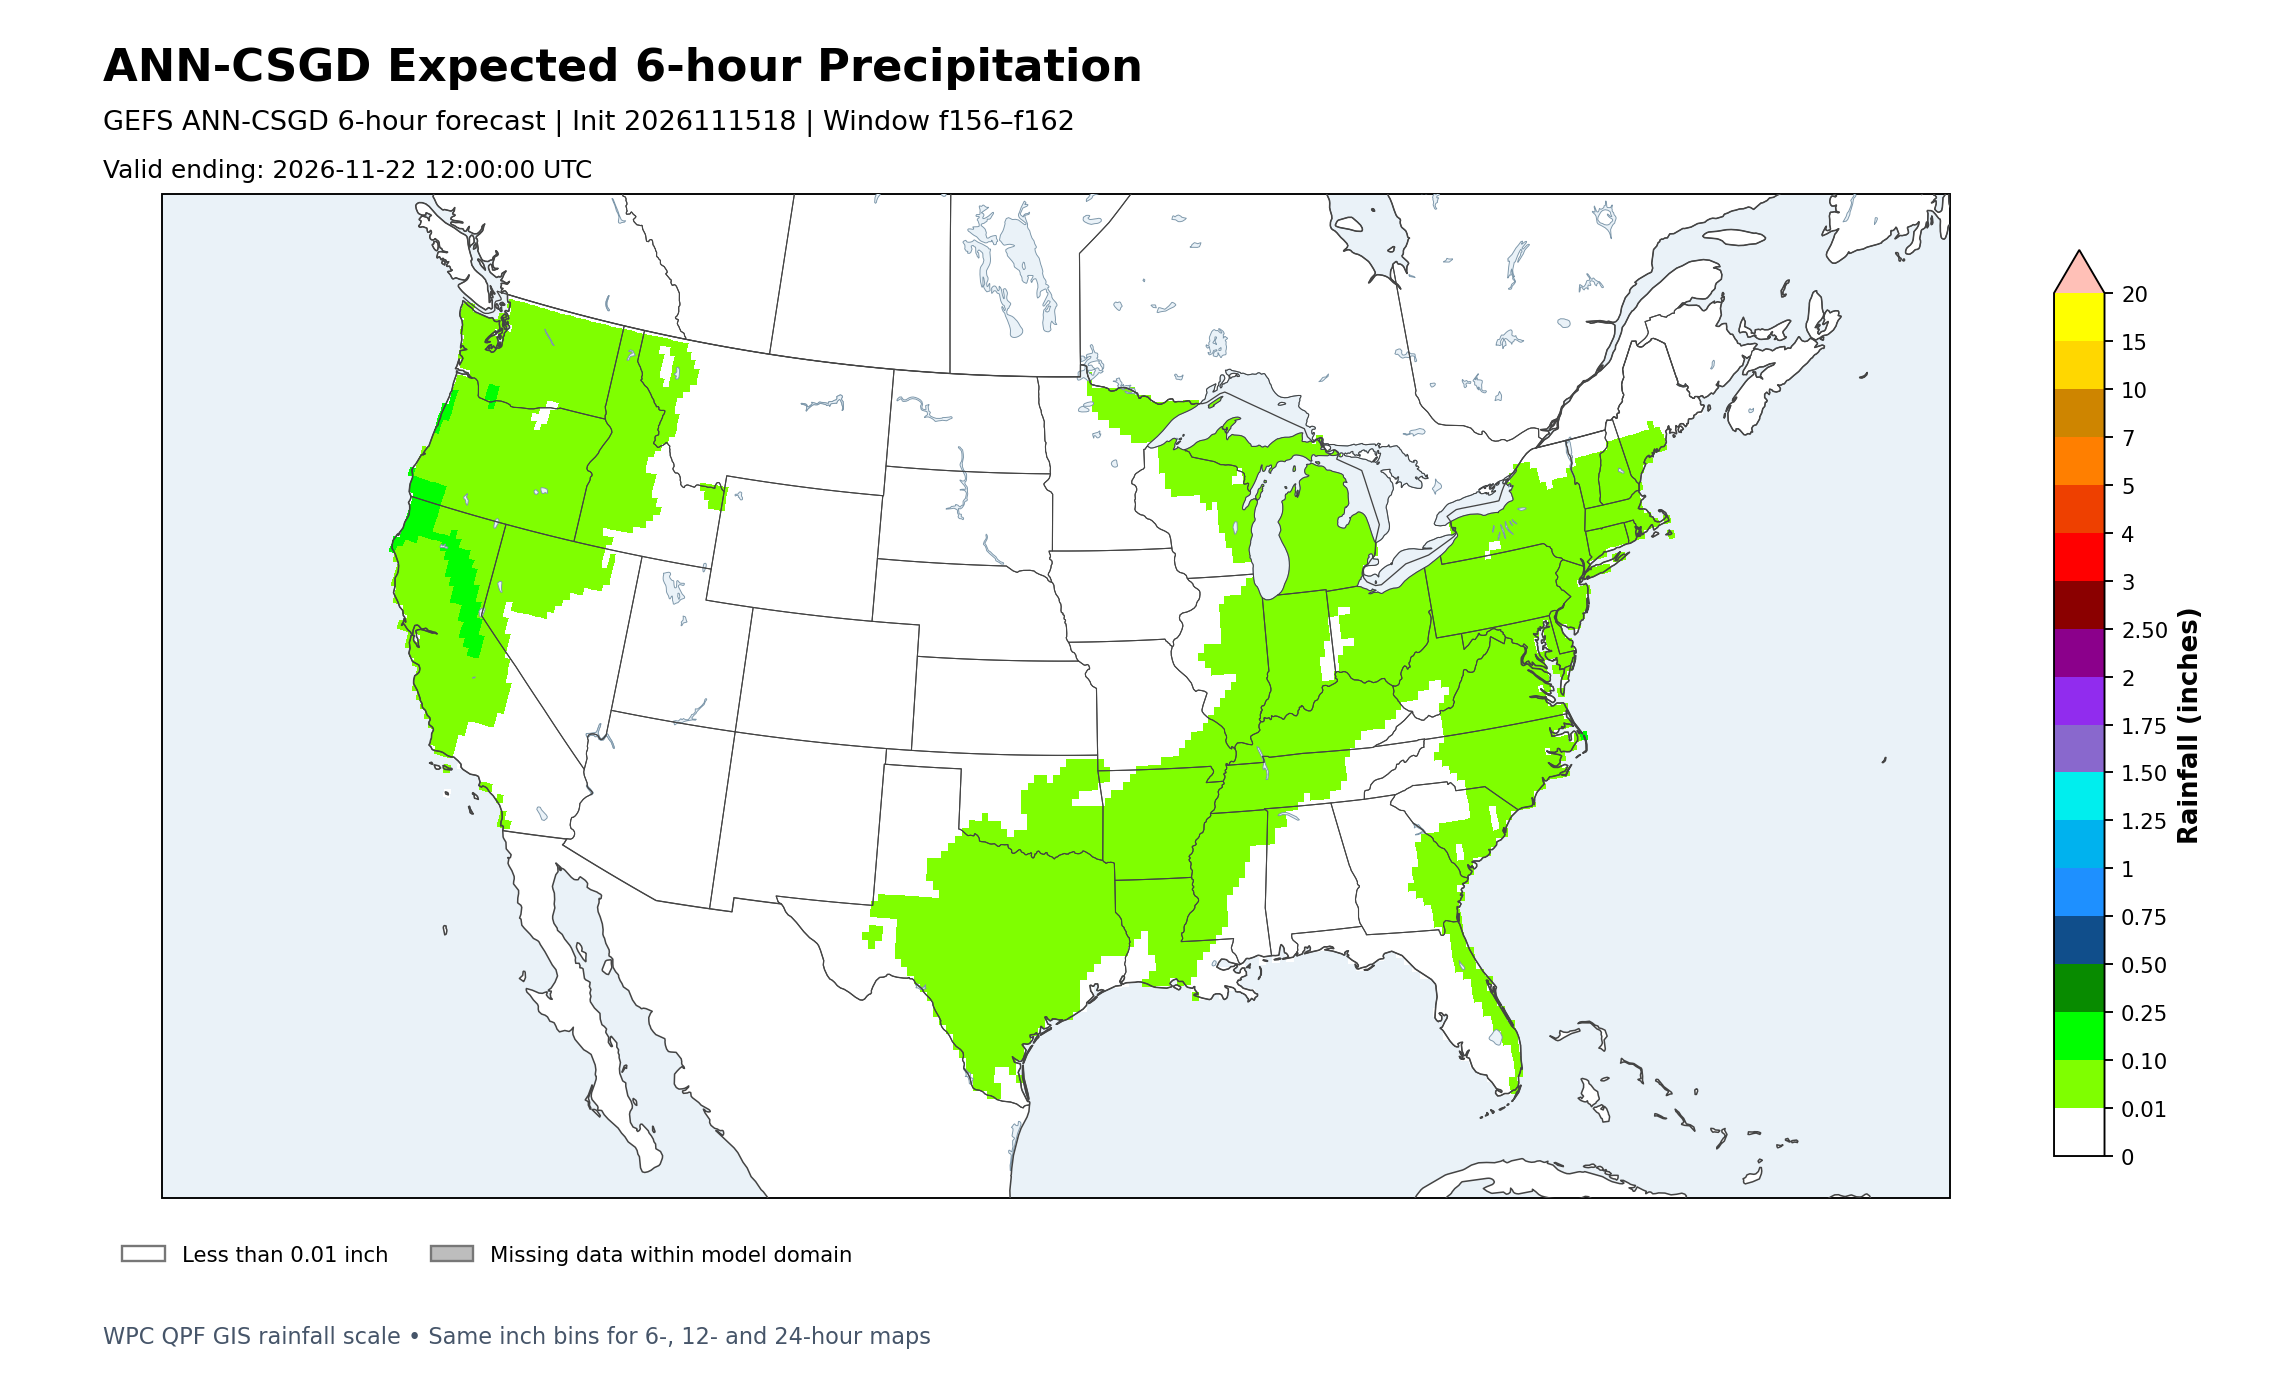 ANN-CSGD Expected 6-hour Precipitation
GEFS ANN-CSGD 6-hour forecast | Init 2026111518 | Window f156–f162
Valid ending: 2026-11-22 12:00:00 UTC
20
15
10
7
5
4
3
2.50
2
1.75
1.50
1.25
1
0.75
0.50
0.25
0.10
0.01
0
Rainfall (inches)
Less than 0.01 inch
Missing data within model domain
WPC QPF GIS rainfall scale • Same inch bins for 6-, 12- and 24-hour maps